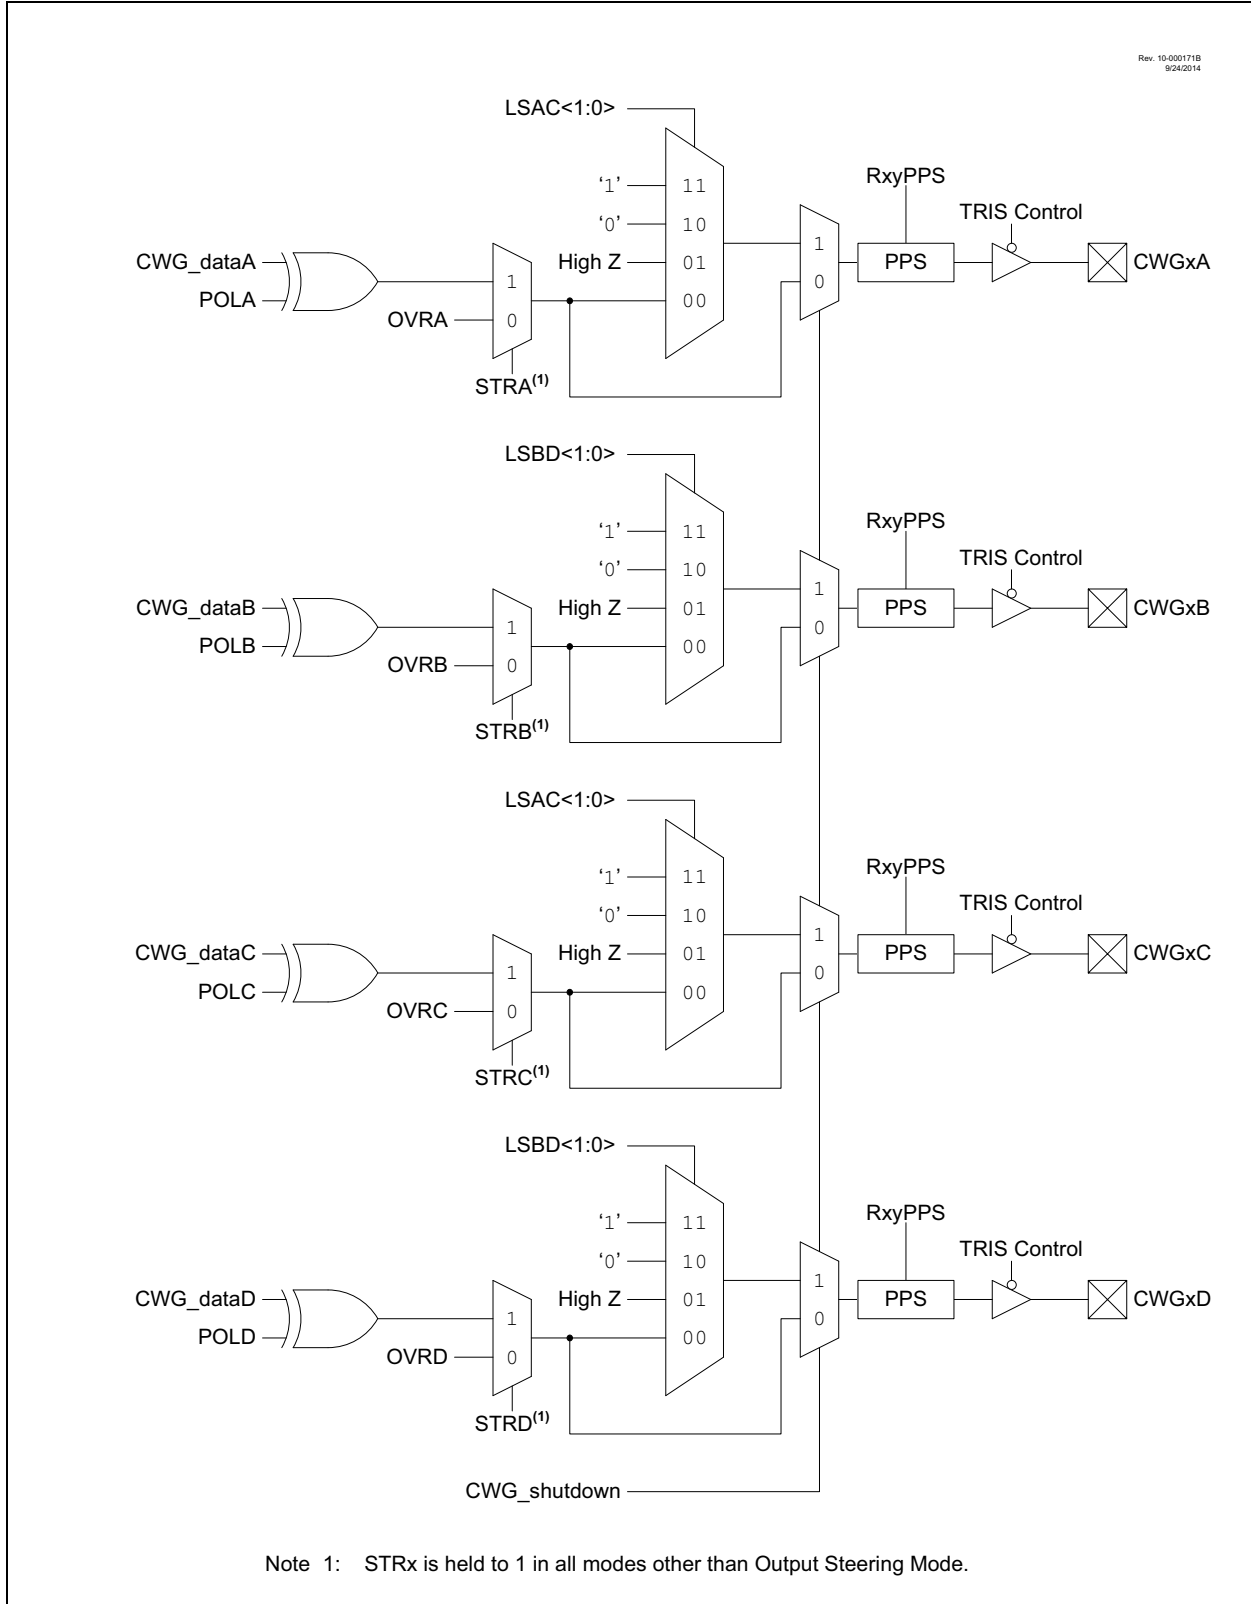 Rev. 10-000171B
9/24/2014
LSAC<1:0>
RxyPPS
TRIS Control
‘1’ 11
‘0’ 10
High Z 01
00
1
0
PPS
CWGxA
CWG_dataA
POLA
1
0
OVRA
STRA(1)
LSBD<1:0>
RxyPPS
TRIS Control
‘1’ 11
‘0’ 10
High Z 01
00
1
0
PPS
CWGxB
CWG_dataB
POLB
1
0
OVRB
STRB(1)
LSAC<1:0>
RxyPPS
TRIS Control
‘1’ 11
‘0’ 10
High Z 01
00
1
0
PPS
CWGxC
CWG_dataC
POLC
1
0
OVRC
STRC(1)
LSBD<1:0>
RxyPPS
TRIS Control
‘1’ 11
‘0’ 10
High Z 01
00
1
0
PPS
CWGxD
CWG_dataD
POLD
1
0
OVRD
STRD(1)
CWG_shutdown
Note 1: STRx is held to 1 in all modes other than Output Steering Mode.